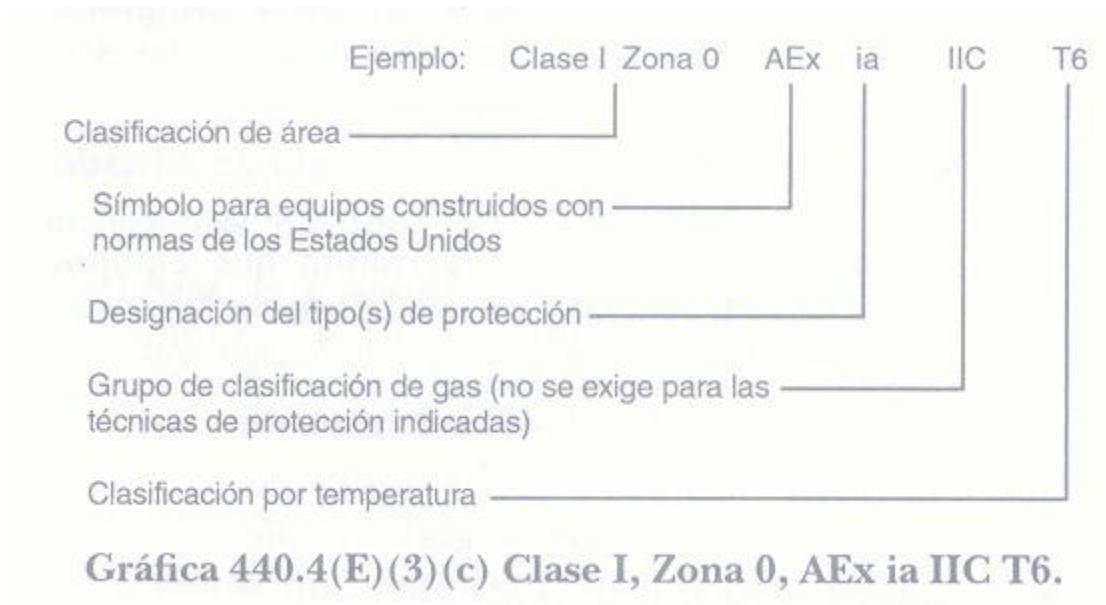 Ejemplo: Clase I Zona 0 AEx ia IIC T6
Clasificación de área
Símbolo para equipos construidos con
normas de los Estados Unidos
Designación del tipo(s) de protección
Grupo de clasificación de gas (no se exige para las
técnicas de protección indicadas)
Clasificación por temperatura
Gráfica 440.4(E)(3)(c) Clase I, Zona 0, AEx ia IIC T6.